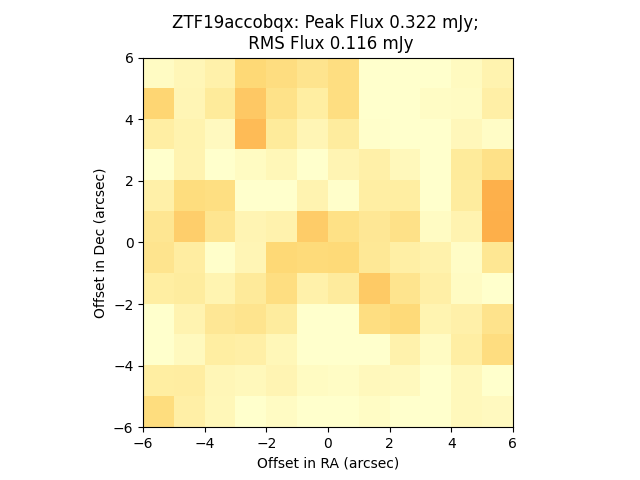 ZTF19accobqx: Peak Flux 0.322 mJy;
RMS Flux 0.116 mJy
6
4
2
0
−2
−4
−6
Offset in Dec (arcsec)
−6 −4 −2 0 2 4 6
Offset in RA (arcsec)